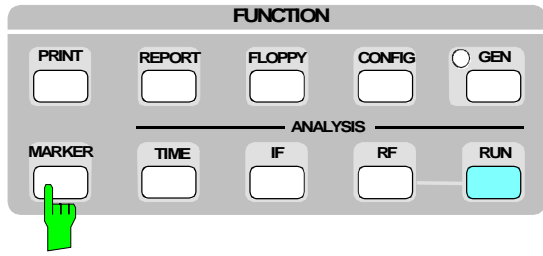 FUNCTION
PRINT REPORT FLOPPY CONFIG GEN
ANALYSIS
MARKER TIME IF RF RUN